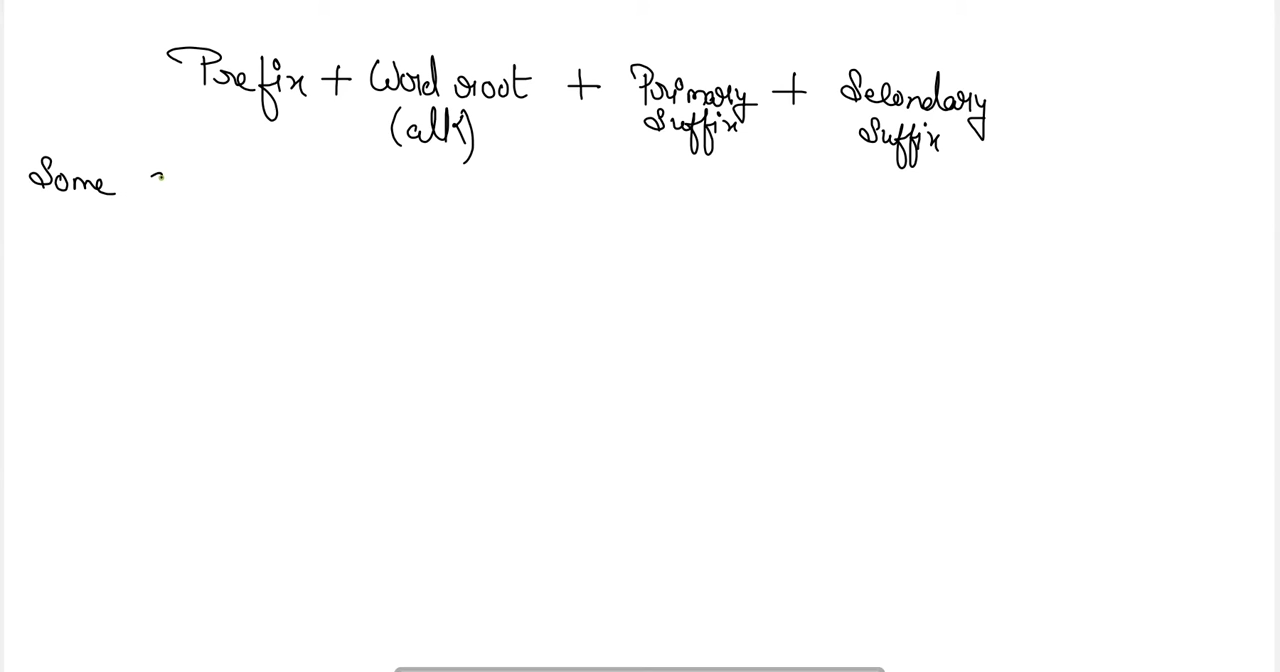 Prefix + Word root + Primary Suffix + Secondary Suffix
(alk)
Some